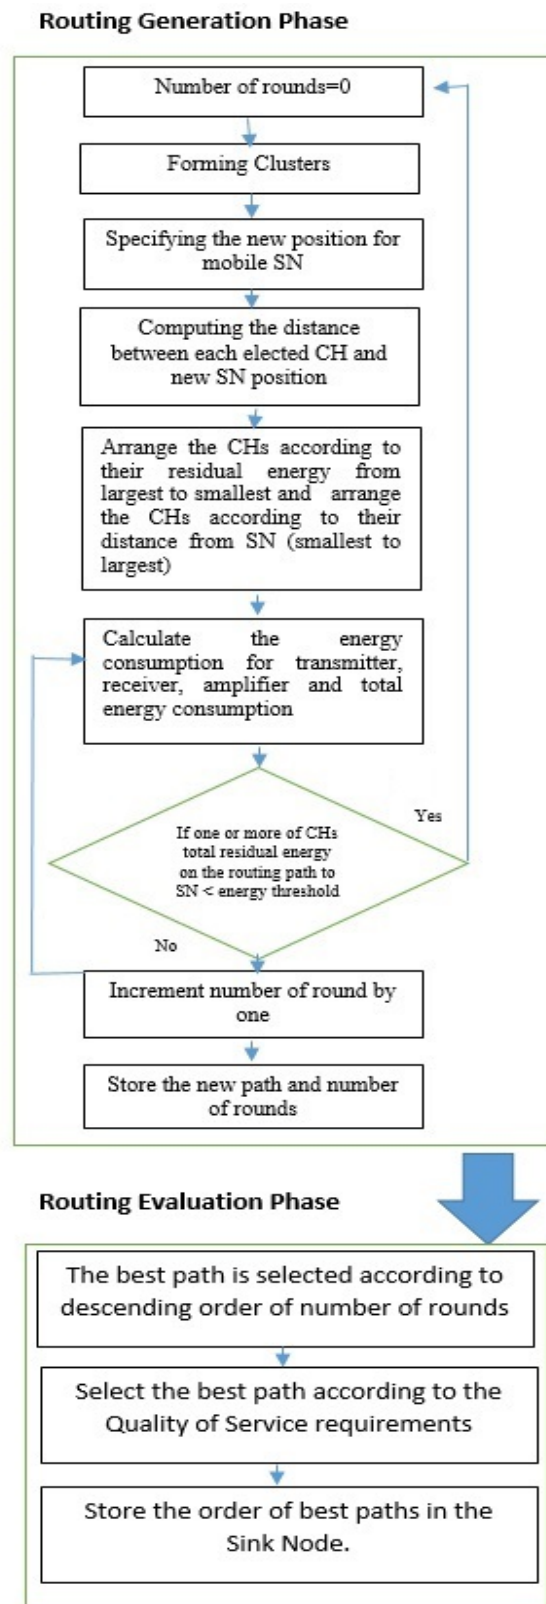 Routing Generation Phase
Number of rounds=0
Forming Clusters
Specifying the new position for
mobile SN
Computing the distance
between each elected CH and
new SN position
Arrange the CHs according to
their residual energy from
largest to smallest and arrange
the CHs according to their
distance from SN (smallest to
largest)
Calculate the energy
consumption for transmitter,
receiver, amplifier and total
energy consumption
Yes
If one or more of CHs
total residual energy
on the routing path to
SN < energy threshold
No
Increment number of round by
one
Store the new path and number
of rounds
Routing Evaluation Phase
The best path is selected according to
descending order of number of rounds
Select the best path according to the
Quality of Service requirements
Store the order of best paths in the
Sink Node.